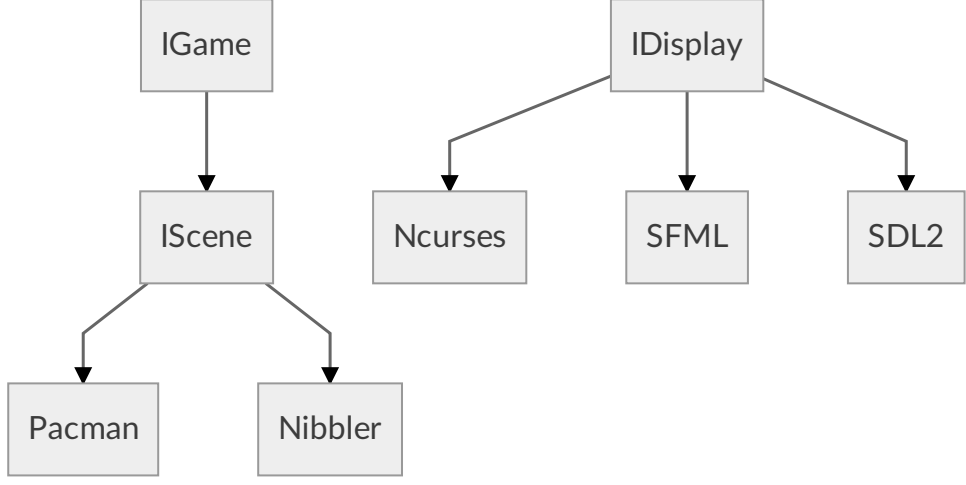 IGame
IDisplay
IScene
Ncurses
SFML
SDL2
Pacman
Nibbler